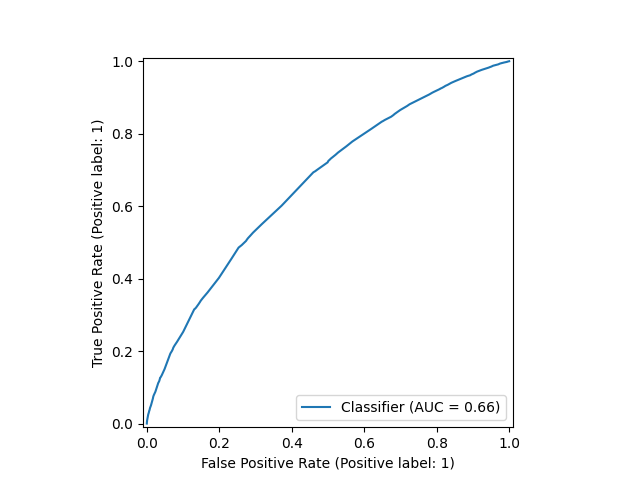 1.0
0.8
0.6
0.4
0.2
0.0
True Positive Rate (Positive label: 1)
Classifier (AUC = 0.66)
0.0 0.2 0.4 0.6 0.8 1.0
False Positive Rate (Positive label: 1)